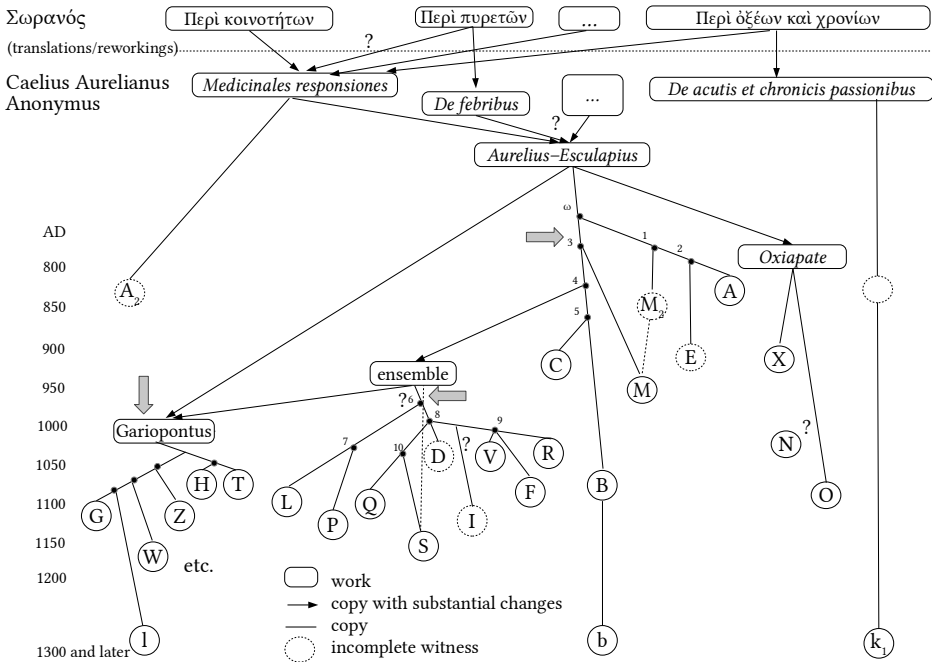 Σωρανός
Περὶ κοινοτήτων
Περὶ πυρετῶν
...
Περὶ ὀξέων καὶ χρονίων
(translations/reworkings)
?
Caelius Aurelianus
Anonymus
Medicinales responsiones
De febribus
...
De acutis et chronicis passionibus
?
Aurelius–Esculapius
ω
AD
3
1
2
Oxiapate
800
A2
4
M2
A
850
5
900
C
E
X
ensemble
M
950
?
6
1000
Gariopontus
8
9
?
N
?
7
10
D
V
R
1050
H
T
L
Q
F
B
O
1100
G
Z
P
I
1150
W
S
etc.
1200
work
copy with substantial changes
copy
incomplete witness
1300 and later
l
b
k1